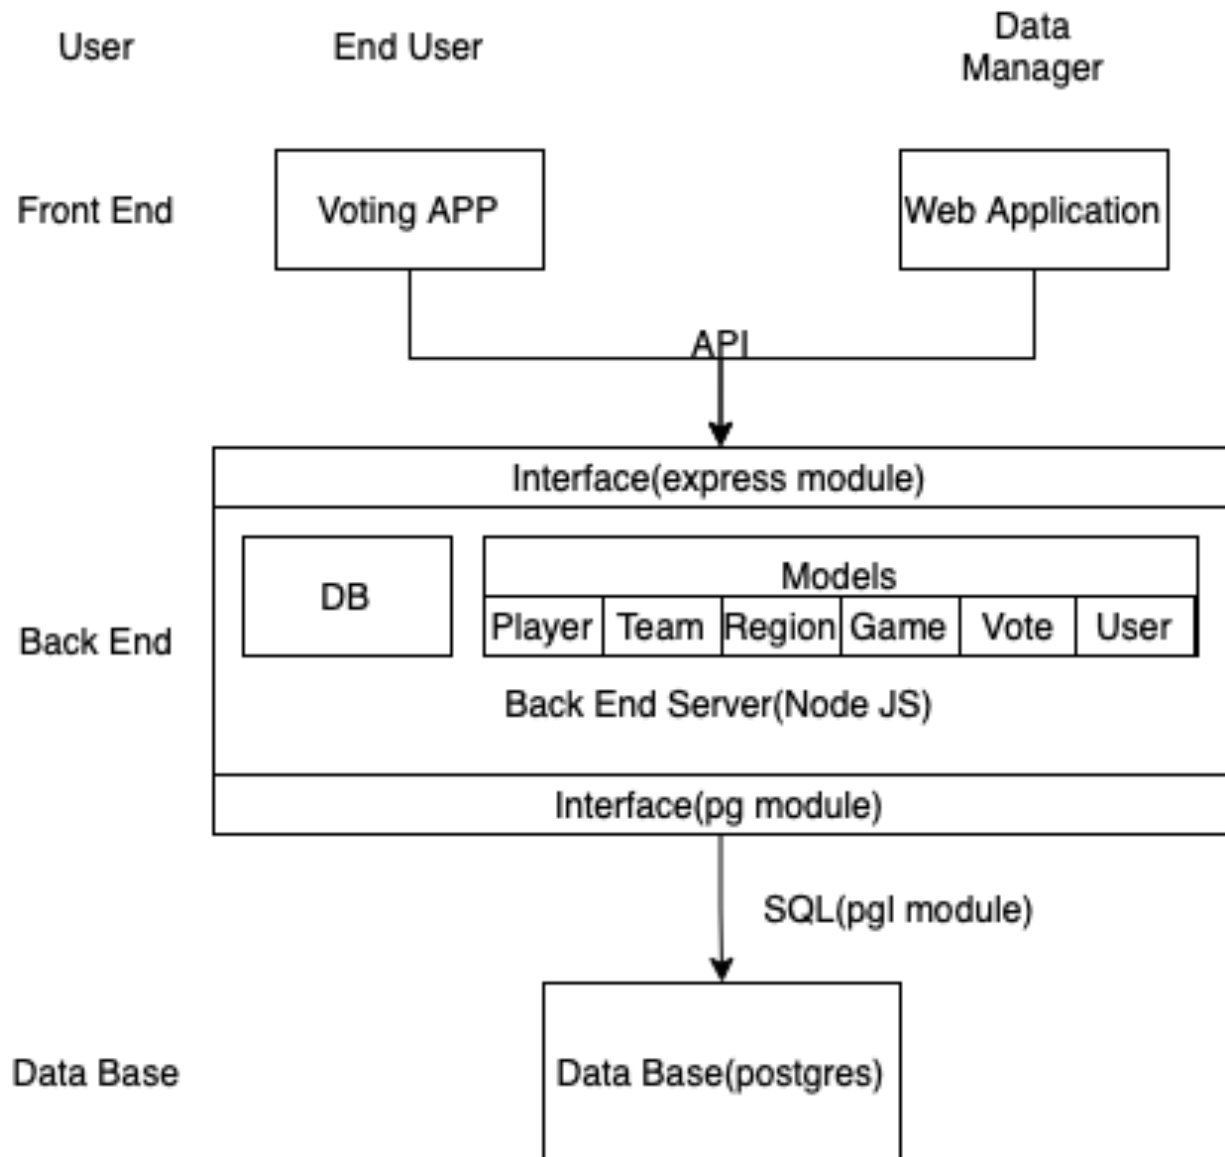 User
End User
Data
Manager
Front End
Voting APP
Web Application
API
Interface(express module)
DB
Models
Player
Team
Region
Game
Vote
User
Back End
Back End Server(Node JS)
Interface(pg module)
SQL(pgl module)
Data Base
Data Base(postgres)